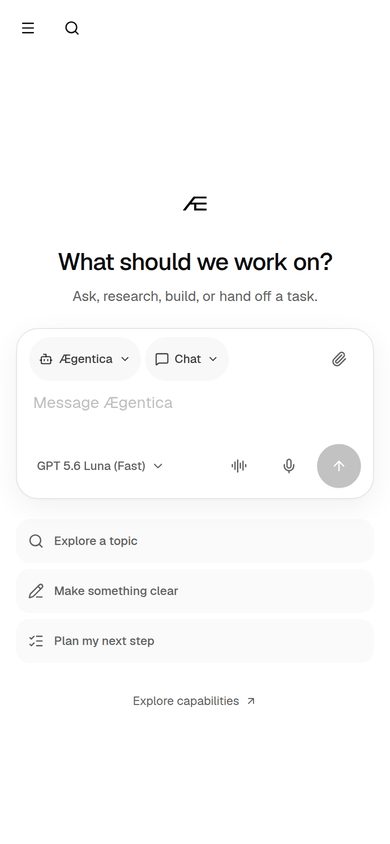 Æ
What should we work on?
Ask, research, build, or hand off a task.
Ægentica
Chat
Message Ægentica
GPT 5.6 Luna (Fast)
Explore a topic
Make something clear
Plan my next step
Explore capabilities